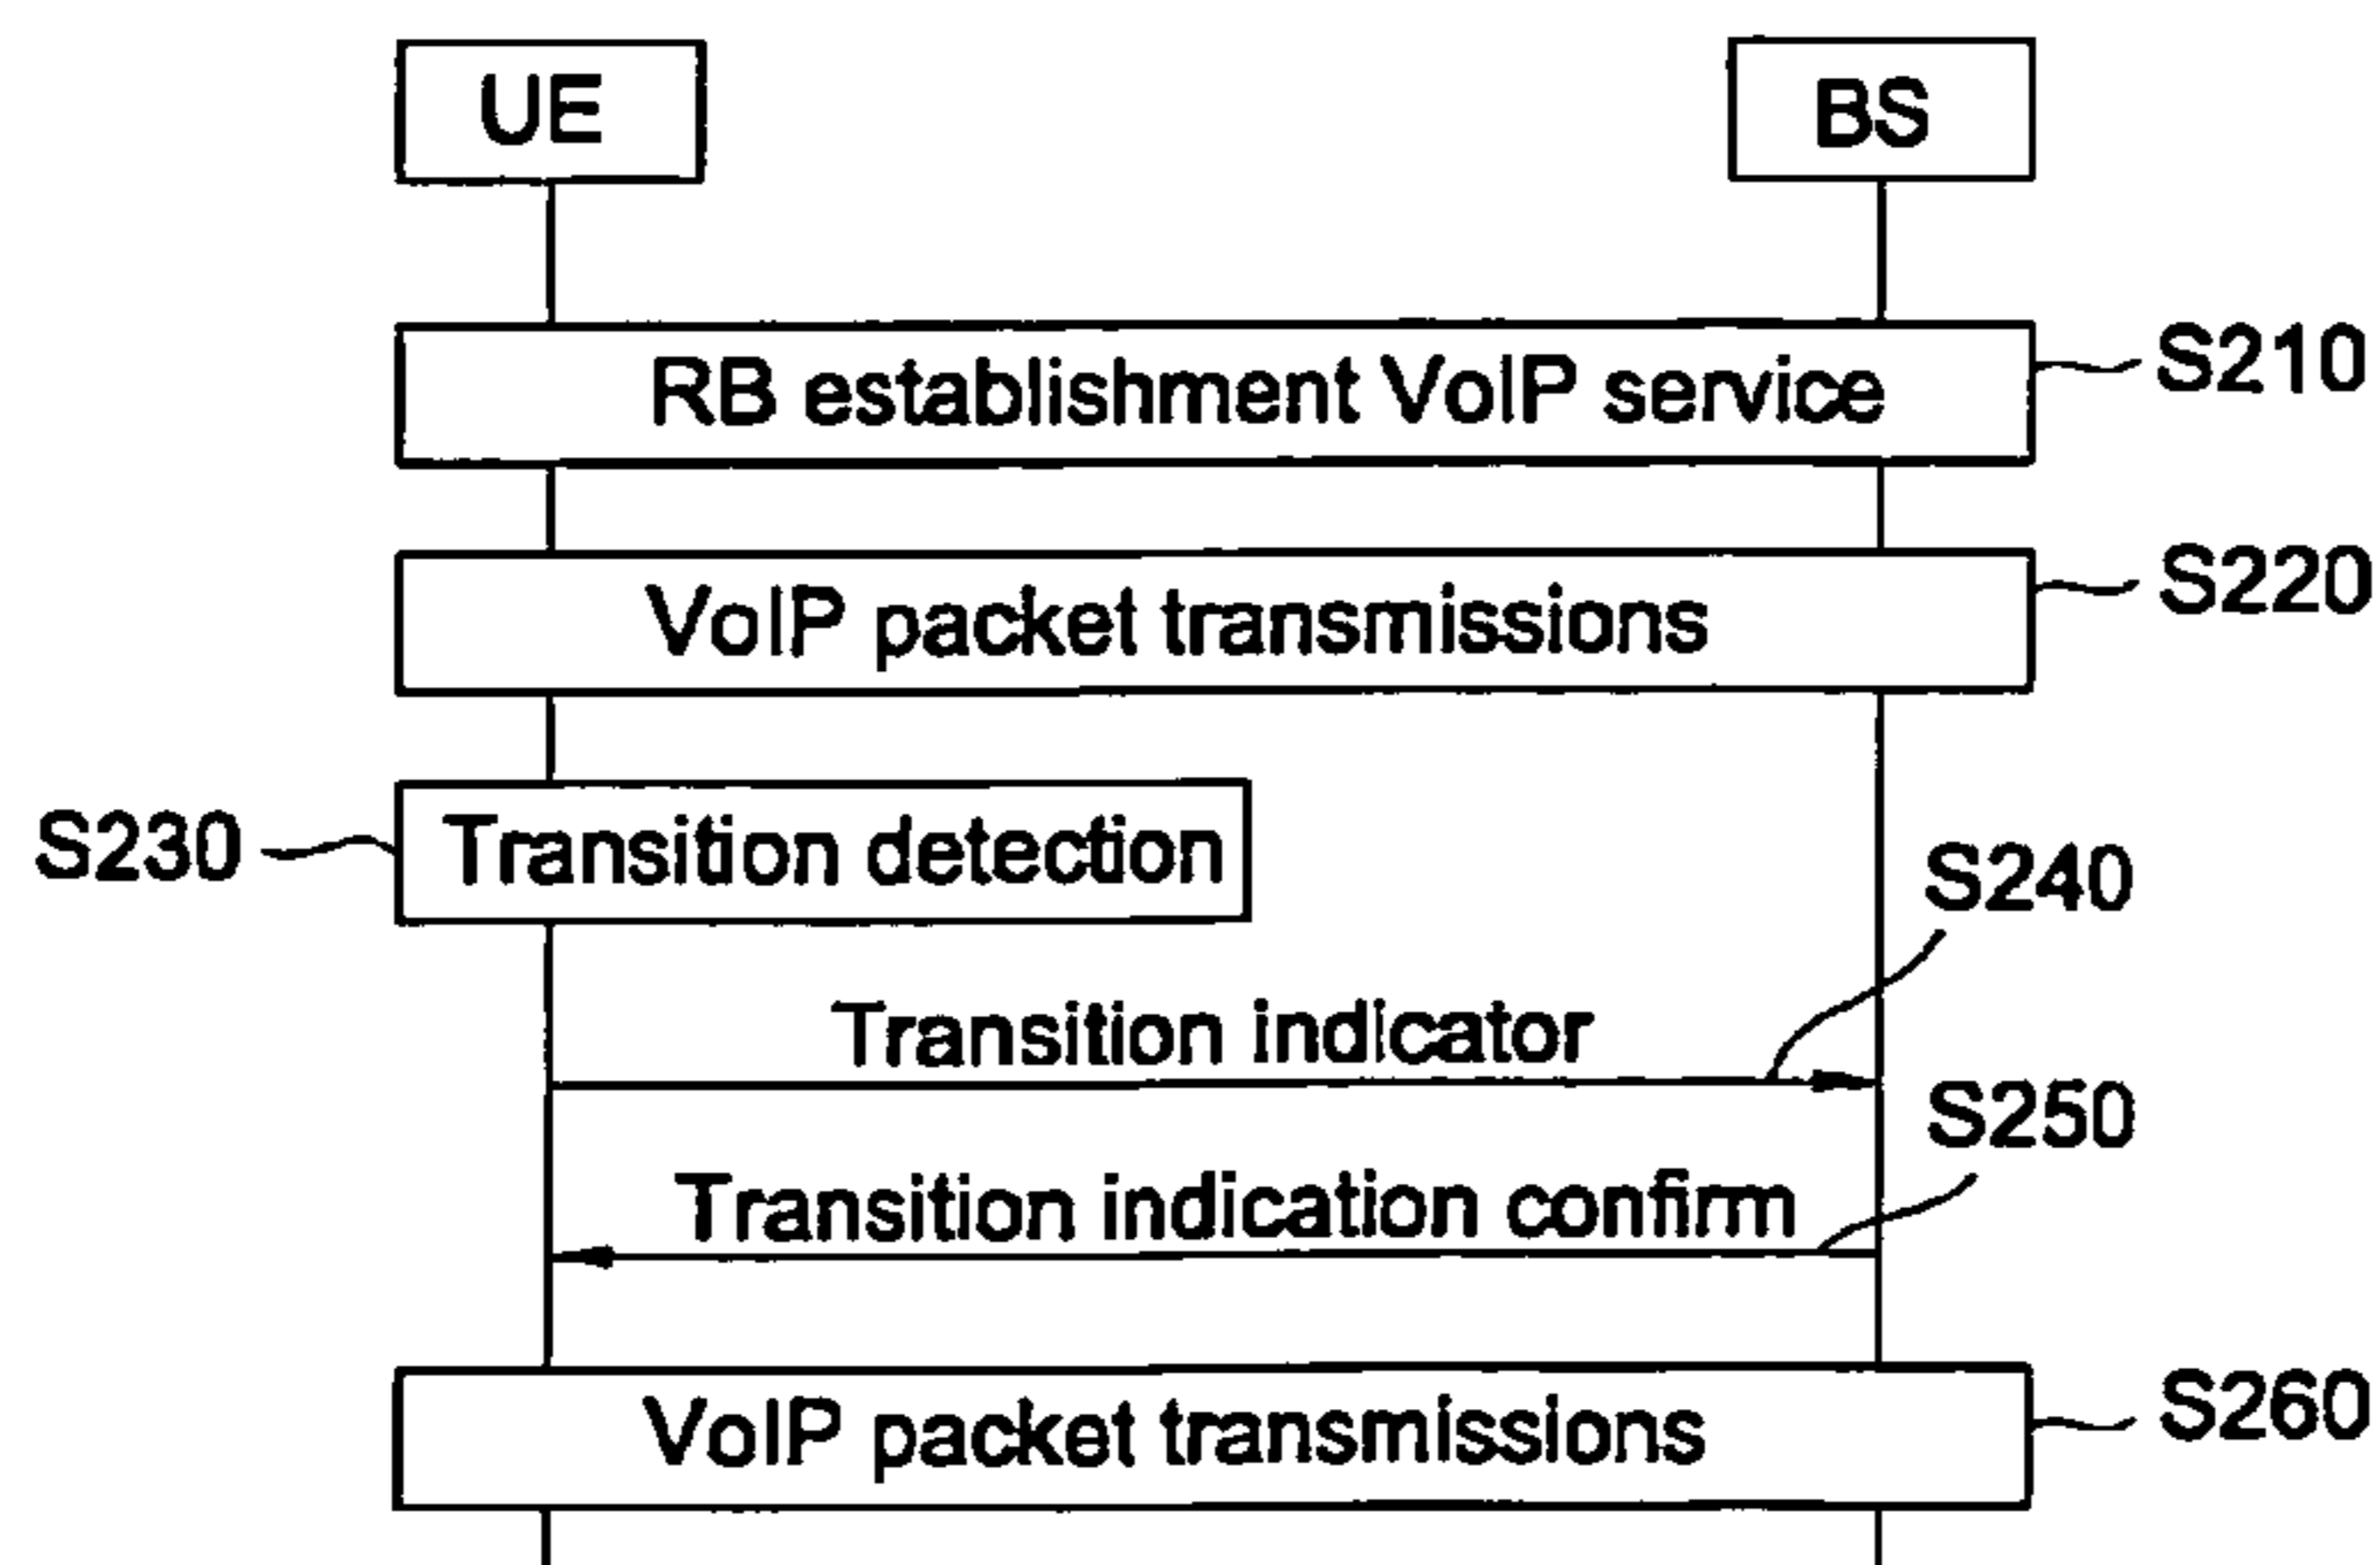 UE
BS
RB establishment VoIP service
S210
VoIP packet transmissions
S220
S230
Transition detection
S240
Transition indicator
S250
Transition indication confirm
VoIP packet transmissions
S260